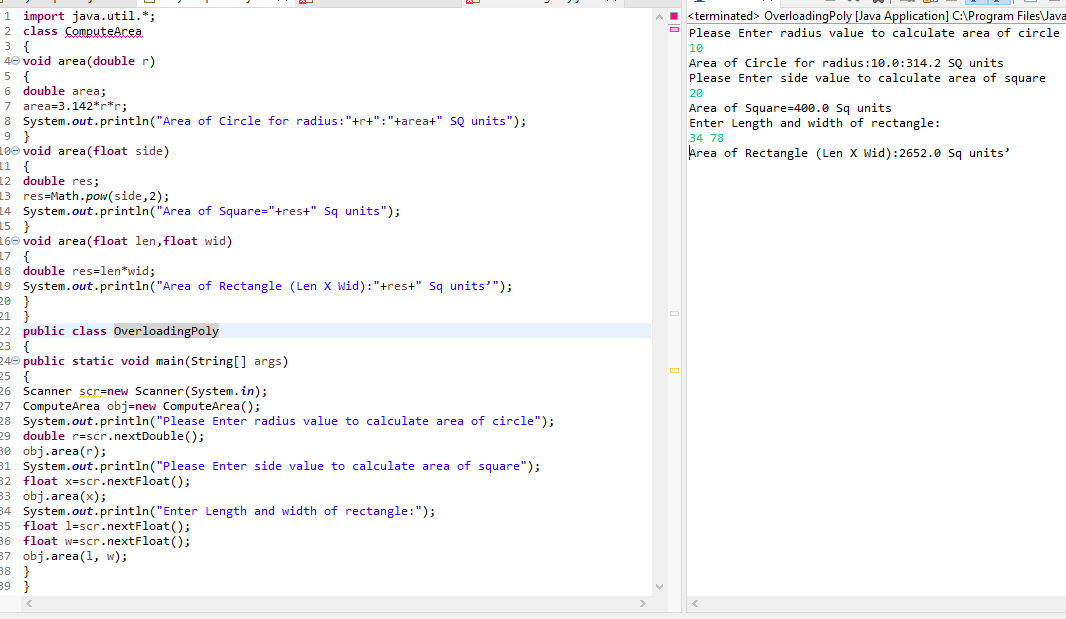 1 import java.util.*;
2 class ComputeArea
3 {
4 void area(double r)
5 {
6 double area;
7 area=3.142*r*r;
8 System.out.println("Area of Circle for radius:"+r+":"+area+" SQ units");
9 }
10 void area(float side)
11 {
12 double res;
13 res=Math.pow(side,2);
14 System.out.println("Area of Square="+res+" Sq units");
15 }
16 void area(float len,float wid)
17 {
18 double res=len*wid;
19 System.out.println("Area of Rectangle (Len X Wid):"+res+" Sq units’");
20 }
21 }
22 public class OverloadingPoly
23 {
24 public static void main(String[] args)
25 {
26 Scanner scr=new Scanner(System.in);
27 ComputeArea obj=new ComputeArea();
28 System.out.println("Please Enter radius value to calculate area of circle");
29 double r=scr.nextDouble();
30 obj.area(r);
31 System.out.println("Please Enter side value to calculate area of square");
32 float x=scr.nextFloat();
33 obj.area(x);
34 System.out.println("Enter Length and width of rectangle:");
35 float l=scr.nextFloat();
36 float w=scr.nextFloat();
37 obj.area(l, w);
38 }
39 }
<terminated> OverloadingPoly [Java Application] C:\Program Files\Java
Please Enter radius value to calculate area of circle
10
Area of Circle for radius:10.0:314.2 SQ units
Please Enter side value to calculate area of square
20
Area of Square=400.0 Sq units
Enter Length and width of rectangle:
34 78
Area of Rectangle (Len X Wid):2652.0 Sq units’